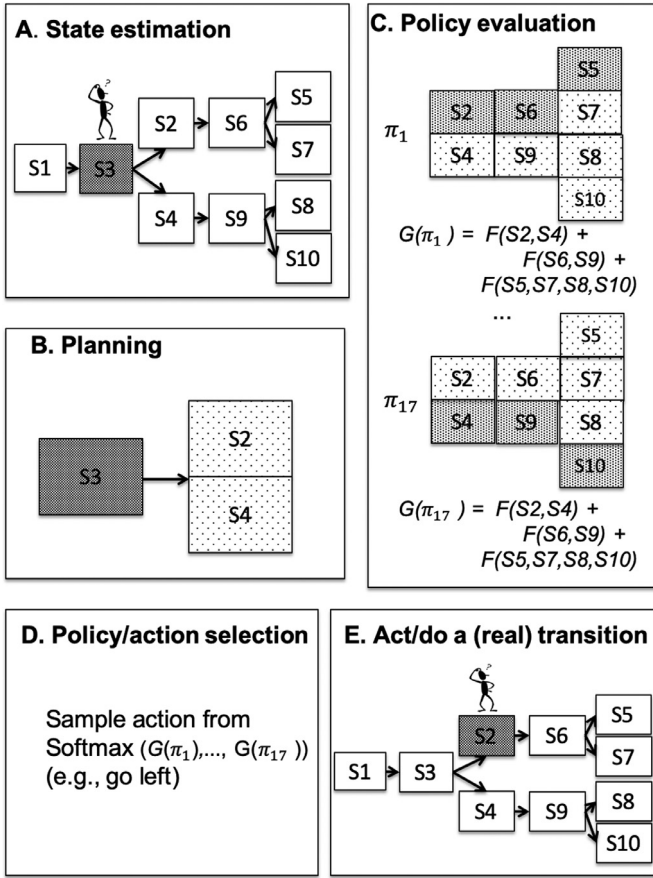 A. State estimation
?
S5
S2
S6
S7
S1
S3
S8
S4
S9
S10
B. Planning
S2
S3
S4
C. Policy evaluation
S5
S2
S6
S7
π1
S4
S9
S8
S10
G(π1 ) = F(S2,S4) +
F(S6,S9) +
F(S5,S7,S8,S10)
...
S5
S2
S6
S7
π17
S4
S9
S8
S10
G(π17 ) = F(S2,S4) +
F(S6,S9) +
F(S5,S7,S8,S10)
D. Policy/action selection
Sample action from
Softmax (G(π1),..., G(π17 ))
(e.g., go left)
E. Act/do a (real) transition
?
S5
S2
S6
S7
S1
S3
S8
S4
S9
S10